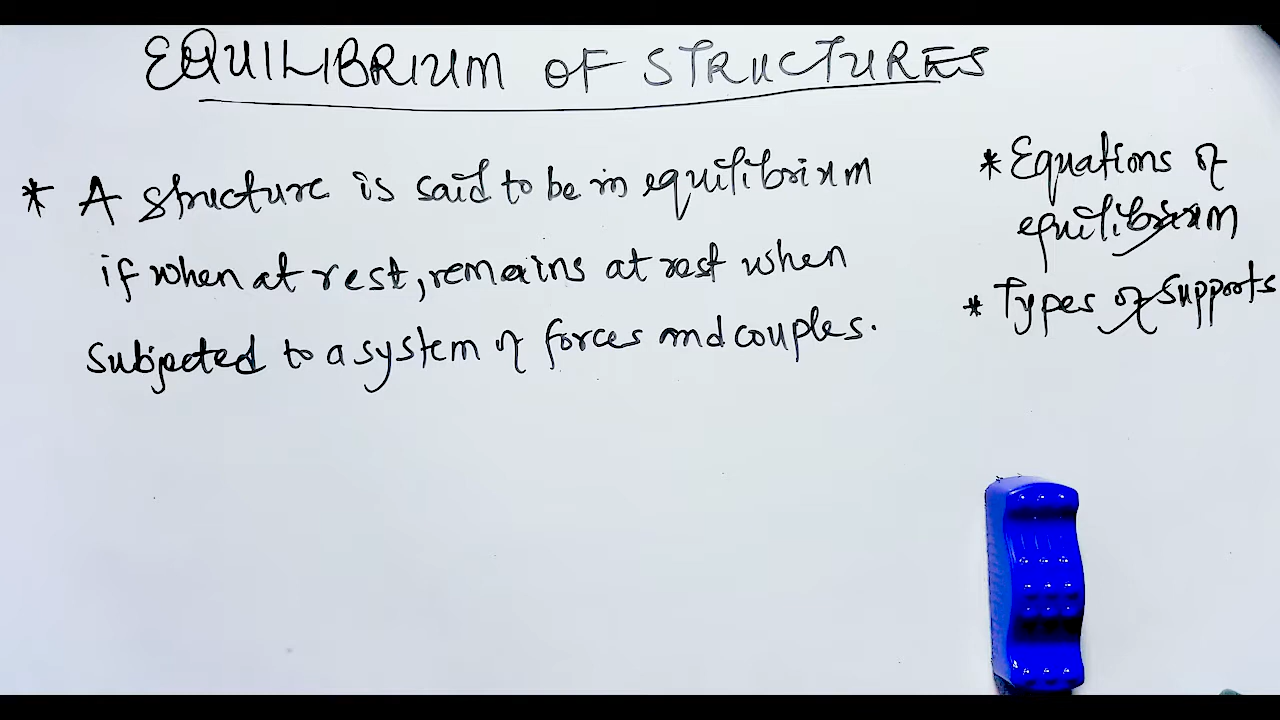 EQUILIBRIUM OF STRUCTURES
* A structure is said to be in equilibrium
if when at rest, remains at rest when
subjected to a system of forces and couples.
* Equations of
equilibrium
* Types of supports